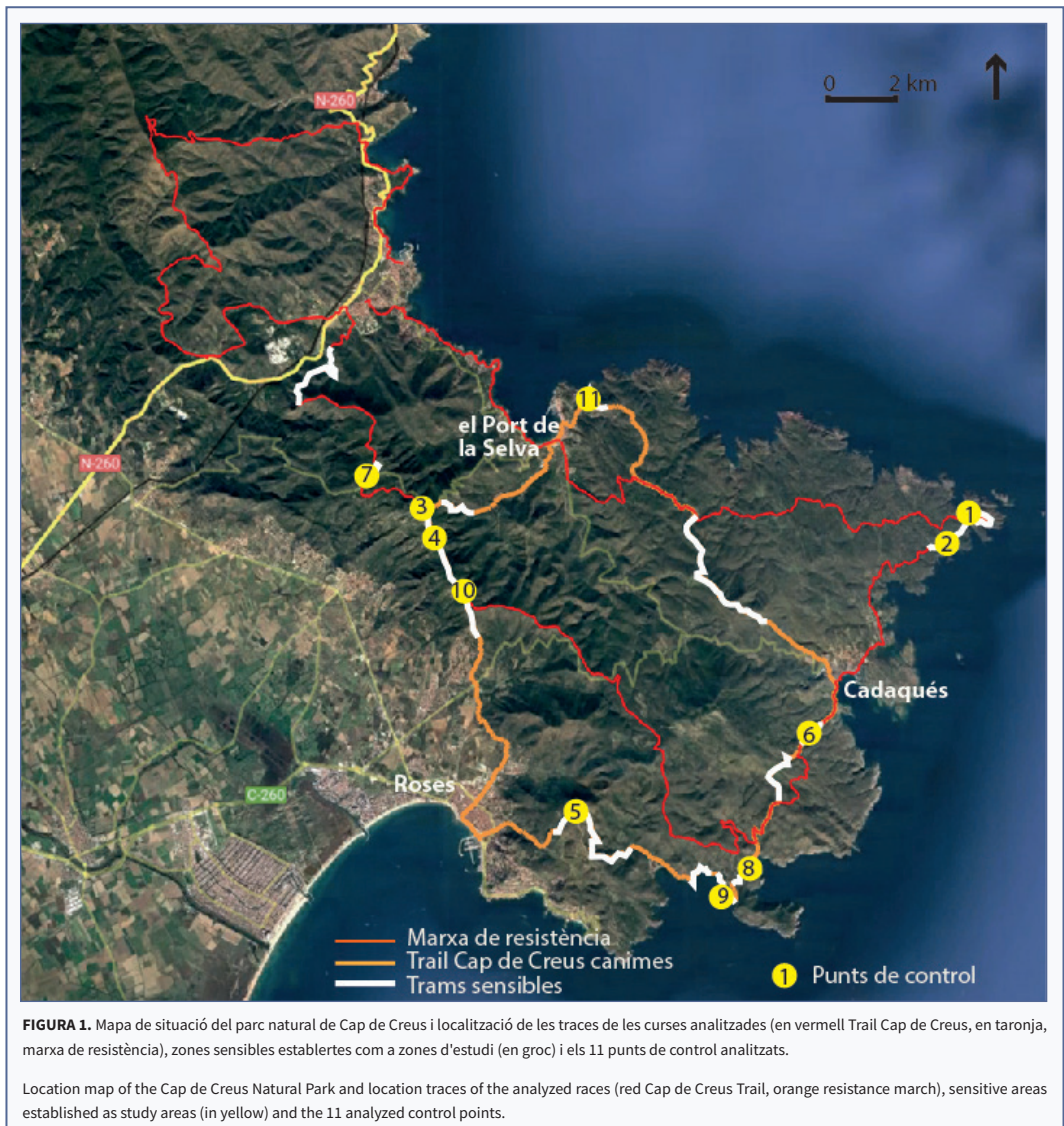 N-260
0 2 km
el Port de
la Selva
11
N-260
7
3
1
4
2
10
Cadaqués
6
Roses
C-260
5
8
9
Marxa de resistència
Trail Cap de Creus canimes
Trams sensibles
1 Punts de control
FIGURA 1. Mapa de situació del parc natural de Cap de Creus i localització de les traces de les curses analitzades (en vermell Trail Cap de Creus, en taronja,
marxa de resistència), zones sensibles establertes com a zones d'estudi (en groc) i els 11 punts de control analitzats.
Location map of the Cap de Creus Natural Park and location traces of the analyzed races (red Cap de Creus Trail, orange resistance march), sensitive areas
established as study areas (in yellow) and the 11 analyzed control points.